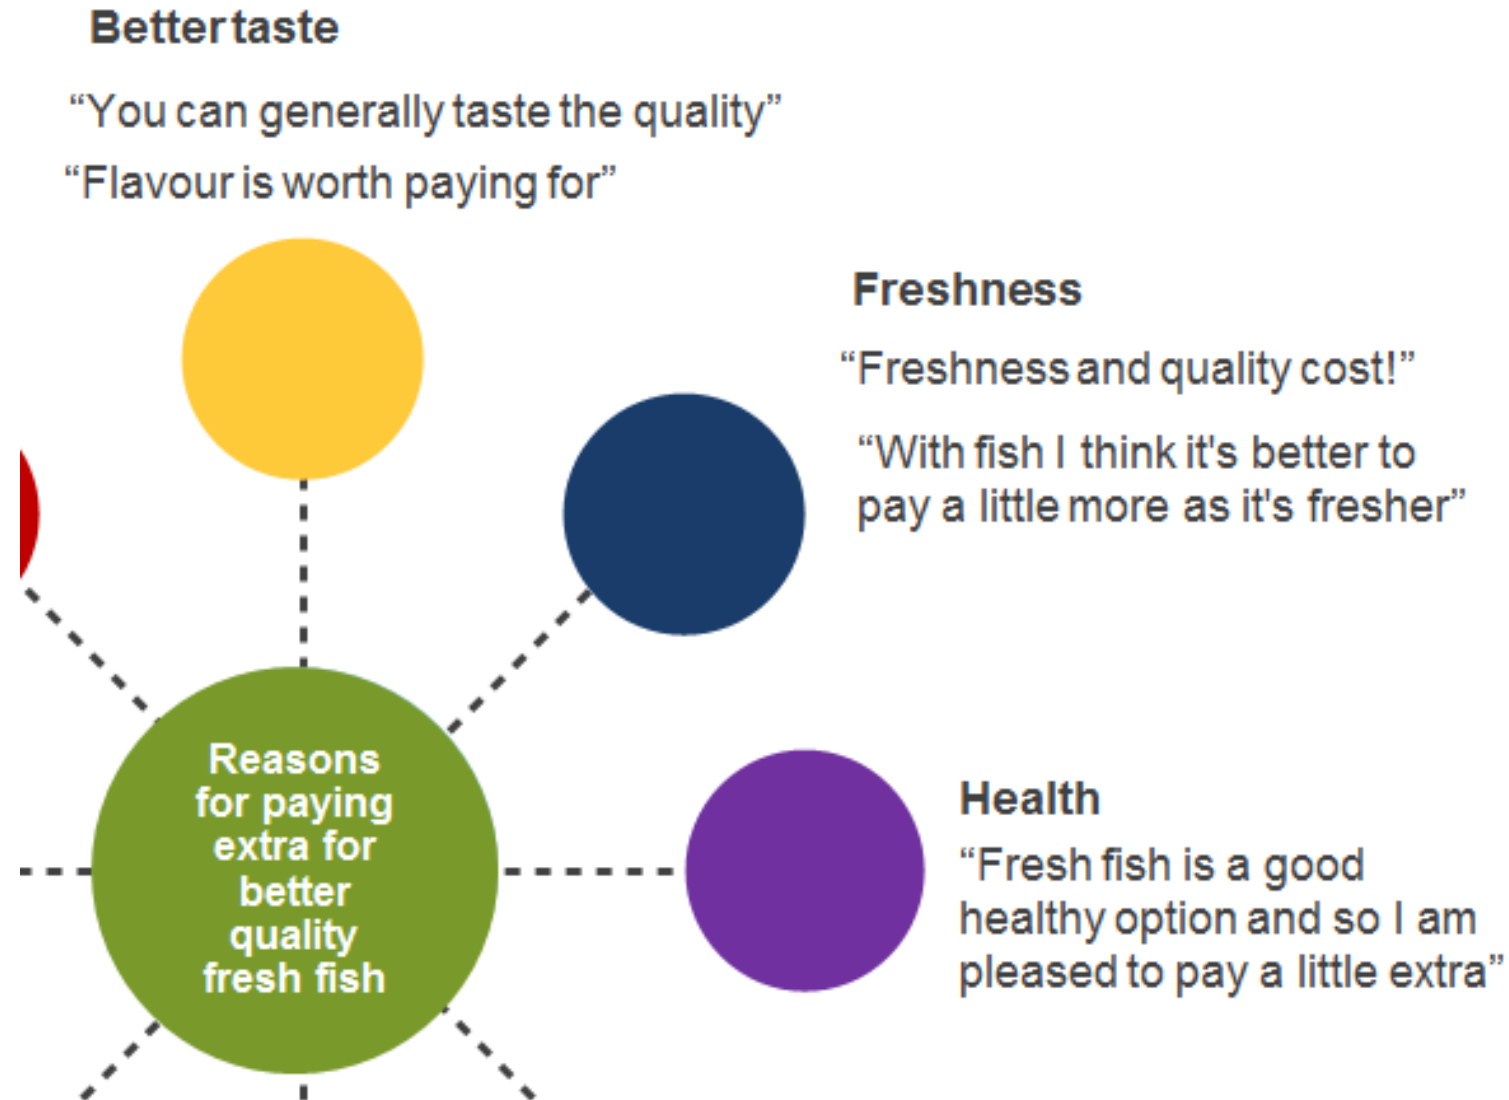 Better taste
“You can generally taste the quality”
“Flavour is worth paying for”
Freshness
“Freshness and quality cost!”
“With fish I think it's better to
pay a little more as it's fresher”
Reasons
for paying
extra for
better
quality
fresh fish
Health
“Fresh fish is a good
healthy option and so I am
pleased to pay a little extra”